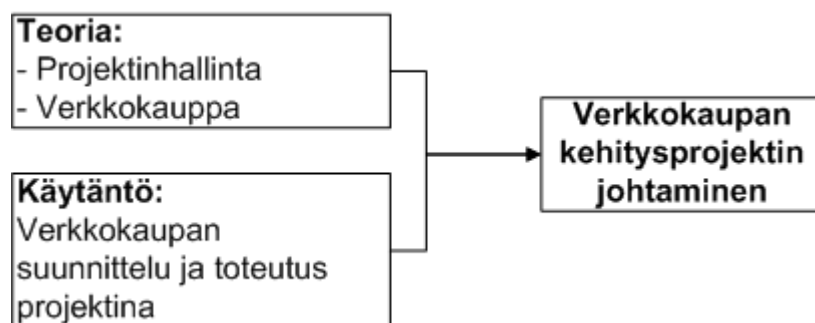 Teoria:
- Projektinhallinta
- Verkkokauppa
Käytäntö:
Verkkokaupan
suunnittelu ja toteutus
projektina
Verkkokaupan
kehitysprojektin
johtaminen